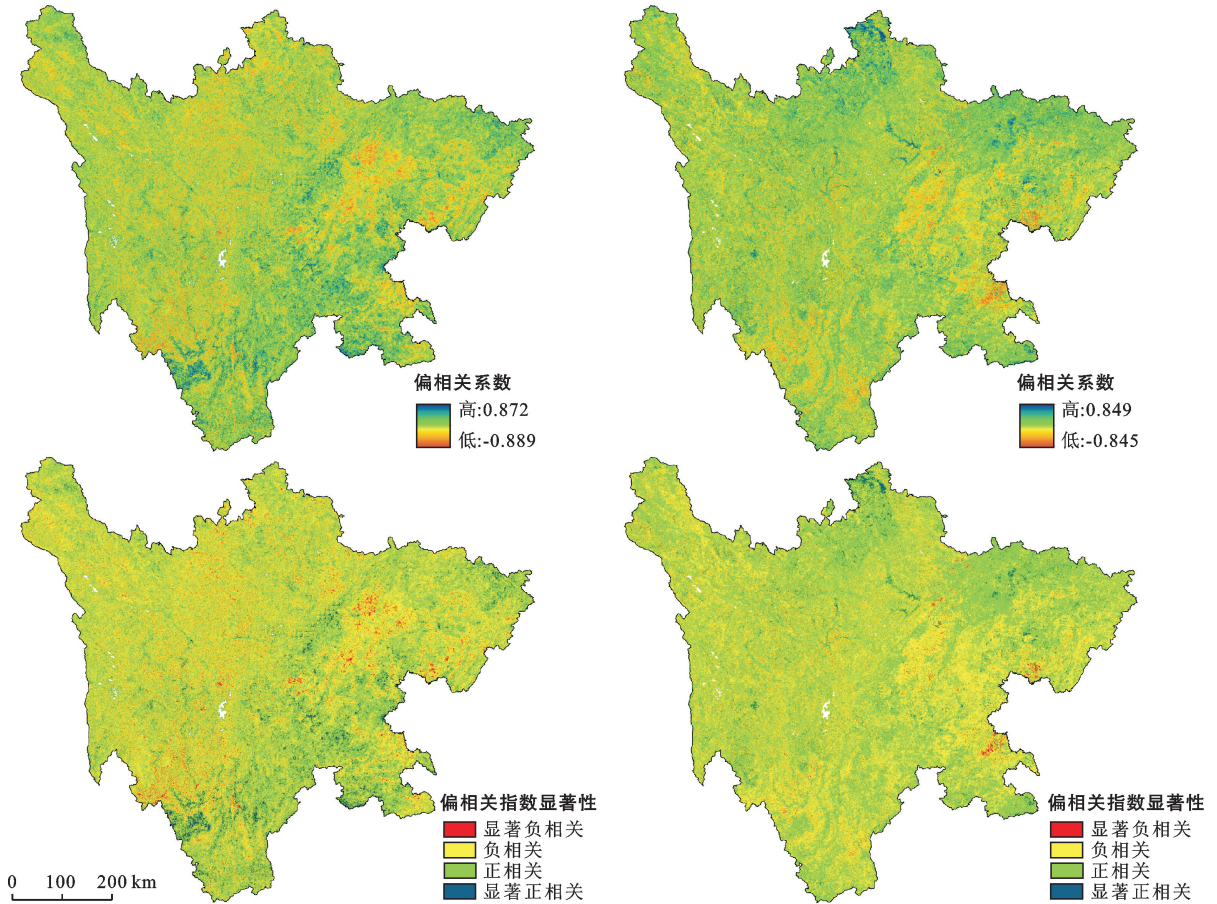 偏相关系数
高:0.872
低:-0.889
偏相关系数
高:0.849
低:-0.845
偏相关指数显著性
显著负相关
负相关
正相关
显著正相关
0 100 200 km
偏相关指数显著性
显著负相关
负相关
正相关
显著正相关